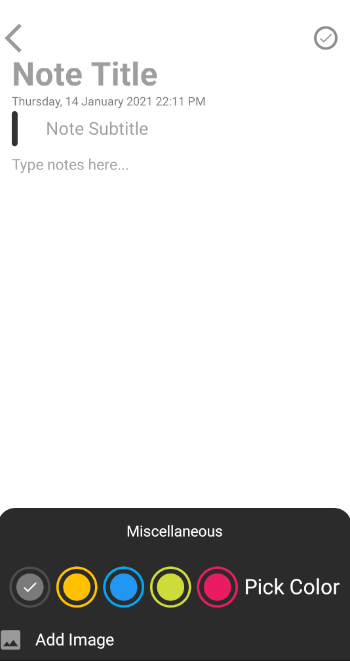 Note Title
Thursday, 14 January 2021 22:11 PM
Note Subtitle
Type notes here...
Miscellaneous
Pick Color
Add Image